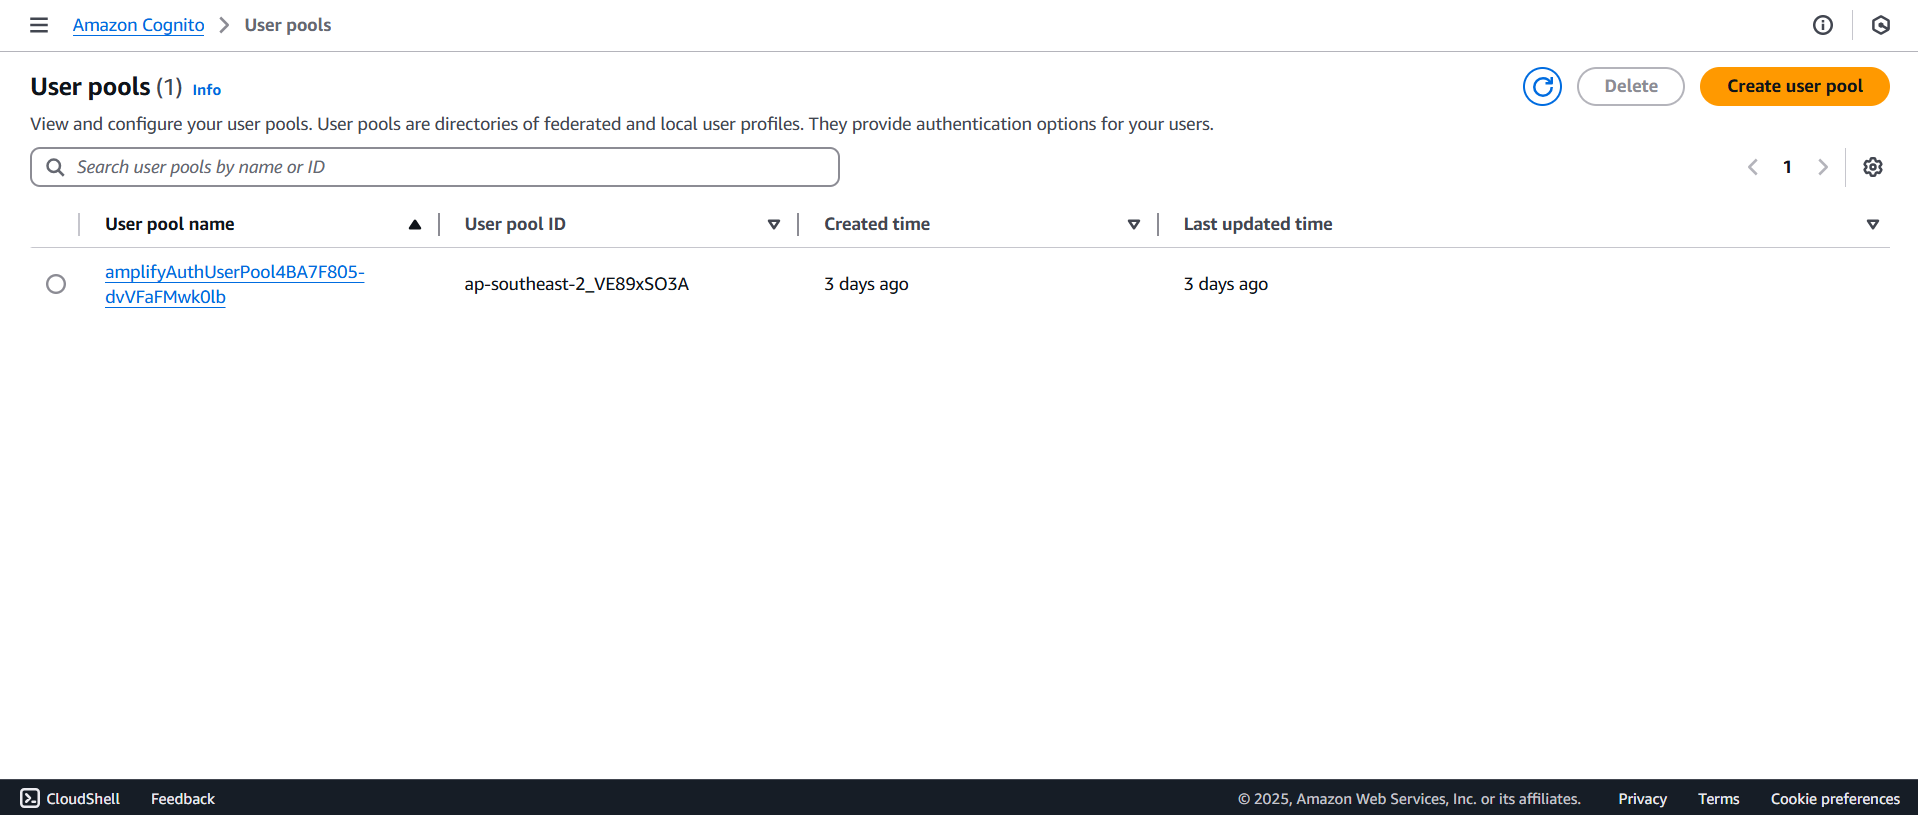 Amazon Cognito > User pools
User pools (1) Info
Delete
Create user pool
View and configure your user pools. User pools are directories of federated and local user profiles. They provide authentication options for your users.
Search user pools by name or ID
1
User pool name User pool ID Created time Last updated time
amplifyAuthUserPool4BA7F805-
dvVFaFMwk0lb
ap-southeast-2_VE89xSO3A
3 days ago
3 days ago
CloudShell Feedback © 2025, Amazon Web Services, Inc. or its affiliates. Privacy Terms Cookie preferences